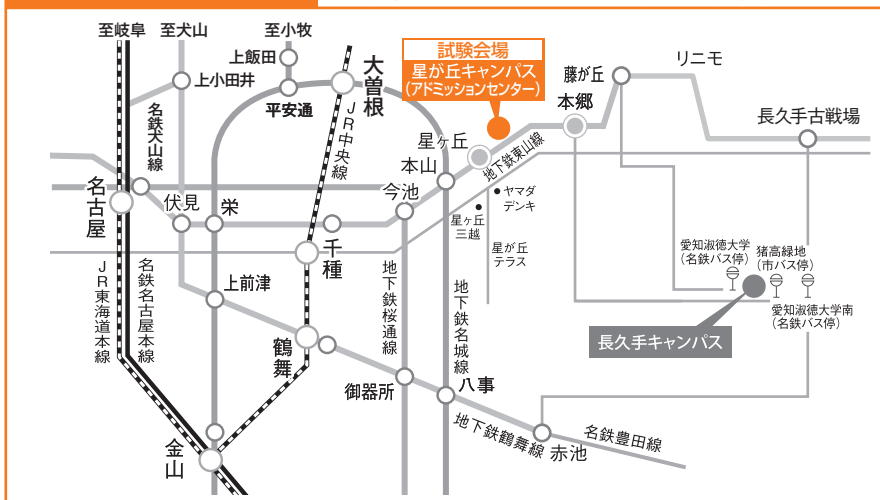 至岐阜
至犬山
至小牧
上飯田
上小田井
平安通
大曽根
試験会場
星が丘キャンパス
(アドミッションセンター)
藤が丘
リニモ
本郷
長久手古戦場
名鉄犬山線
JR中央線
星ヶ丘
本山
地下鉄東山線
名古屋
伏見
栄
今池
ヤマダ
デンキ
星ヶ丘
三越
星が丘
テラス
千種
愛知淑徳大学
(名鉄バス停)
猪高緑地
(市バス停)
JR東海道本線
名鉄名古屋本線
上前津
地下鉄桜通線
地下鉄名城線
愛知淑徳大学南
(名鉄バス停)
長久手キャンパス
鶴舞
御器所
八事
地下鉄鶴舞線
赤池
名鉄豊田線
金山